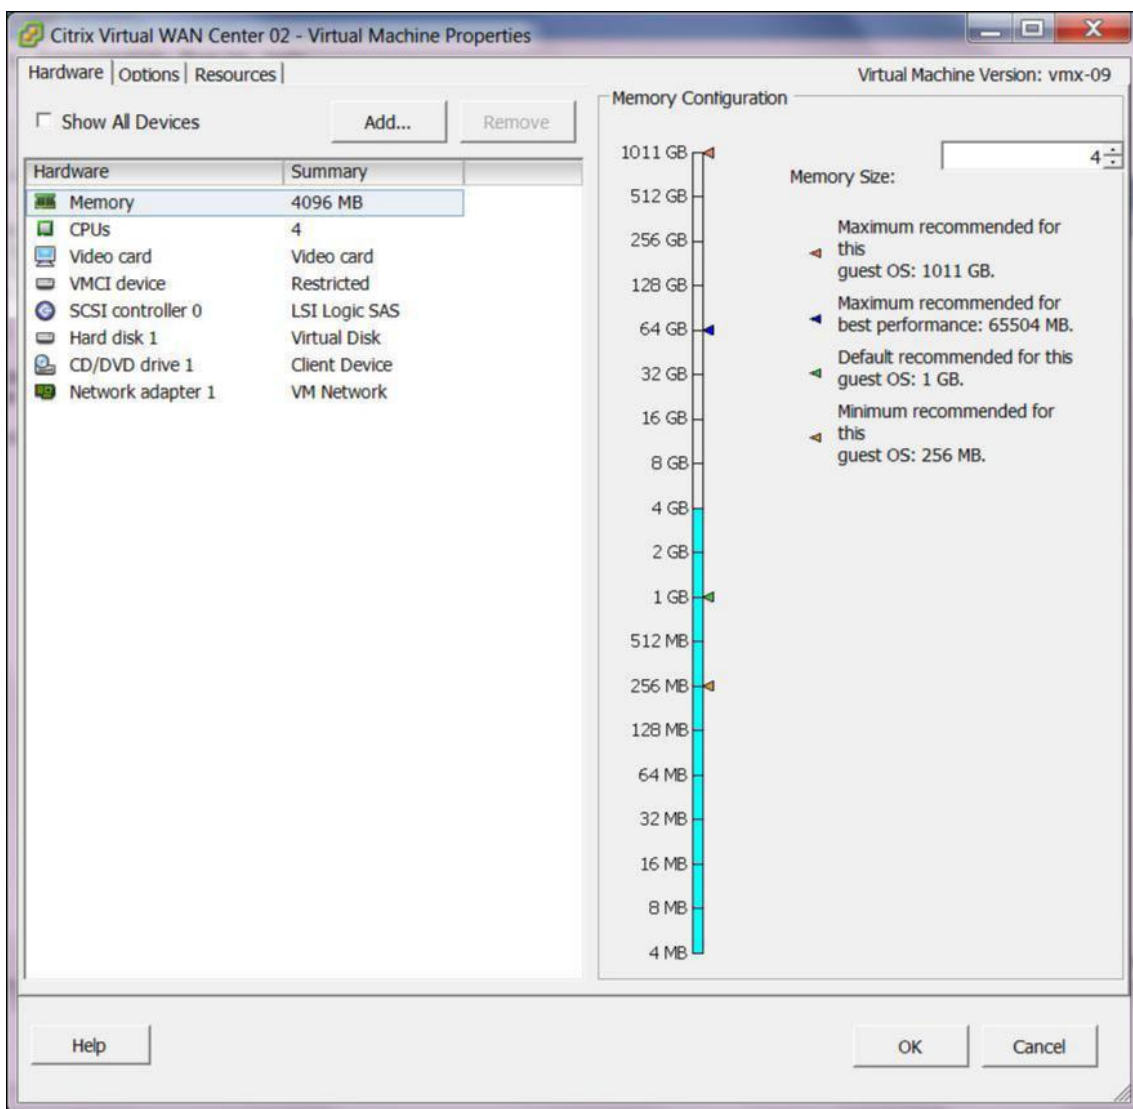 Citrix Virtual WAN Center 02 - Virtual Machine Properties
Hardware Options Resources
Virtual Machine Version: vmx-09
Show All Devices
Add...
Remove
Hardware Summary
Memory 4096 MB
CPUs 4
Video card Video card
VMCI device Restricted
SCSI controller 0 LSI Logic SAS
Hard disk 1 Virtual Disk
CD/DVD drive 1 Client Device
Network adapter 1 VM Network
Memory Configuration
1011 GB
512 GB
256 GB
128 GB
64 GB
32 GB
16 GB
8 GB
4 GB
2 GB
1 GB
512 MB
256 MB
128 MB
64 MB
32 MB
16 MB
8 MB
4 MB
4
Memory Size:
Maximum recommended for
this
guest OS: 1011 GB.
Maximum recommended for
best performance: 65504 MB.
Default recommended for this
guest OS: 1 GB.
Minimum recommended for
this
guest OS: 256 MB.
Help
OK
Cancel